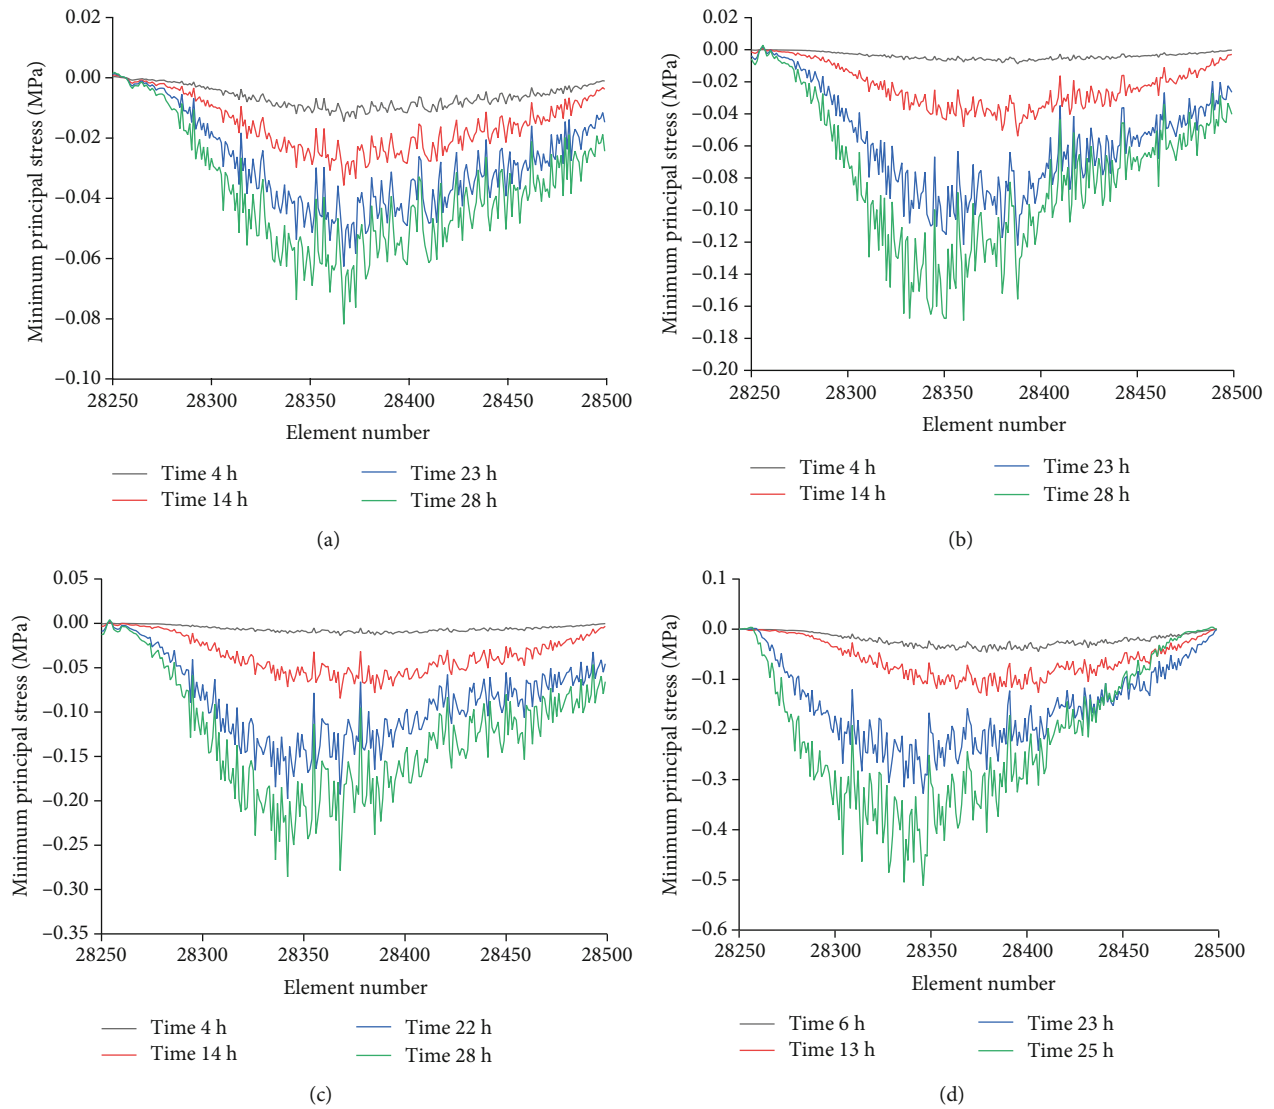 Minimum principal stress (MPa)
0.02
0.00
–0.02
–0.04
–0.06
–0.08
–0.10
28250 28300 28350 28400 28450 28500
Element number
Time 4 h
Time 23 h
Time 14 h
Time 28 h
(a)
Minimum principal stress (MPa)
0.02
0.00
–0.02
–0.04
–0.06
–0.08
–0.10
–0.12
–0.14
–0.16
–0.18
–0.20
28250 28300 28350 28400 28450 28500
Element number
Time 4 h
Time 23 h
Time 14 h
Time 28 h
(b)
Minimum principal stress (MPa)
0.05
0.00
–0.05
–0.10
–0.15
–0.20
–0.25
–0.30
–0.35
28250 28300 28350 28400 28450 28500
Element number
Time 4 h
Time 22 h
Time 14 h
Time 28 h
(c)
Minimum principal stress (MPa)
0.1
0.0
–0.1
–0.2
–0.3
–0.4
–0.5
–0.6
28250 28300 28350 28400 28450 28500
Element number
Time 6 h
Time 23 h
Time 13 h
Time 25 h
(d)